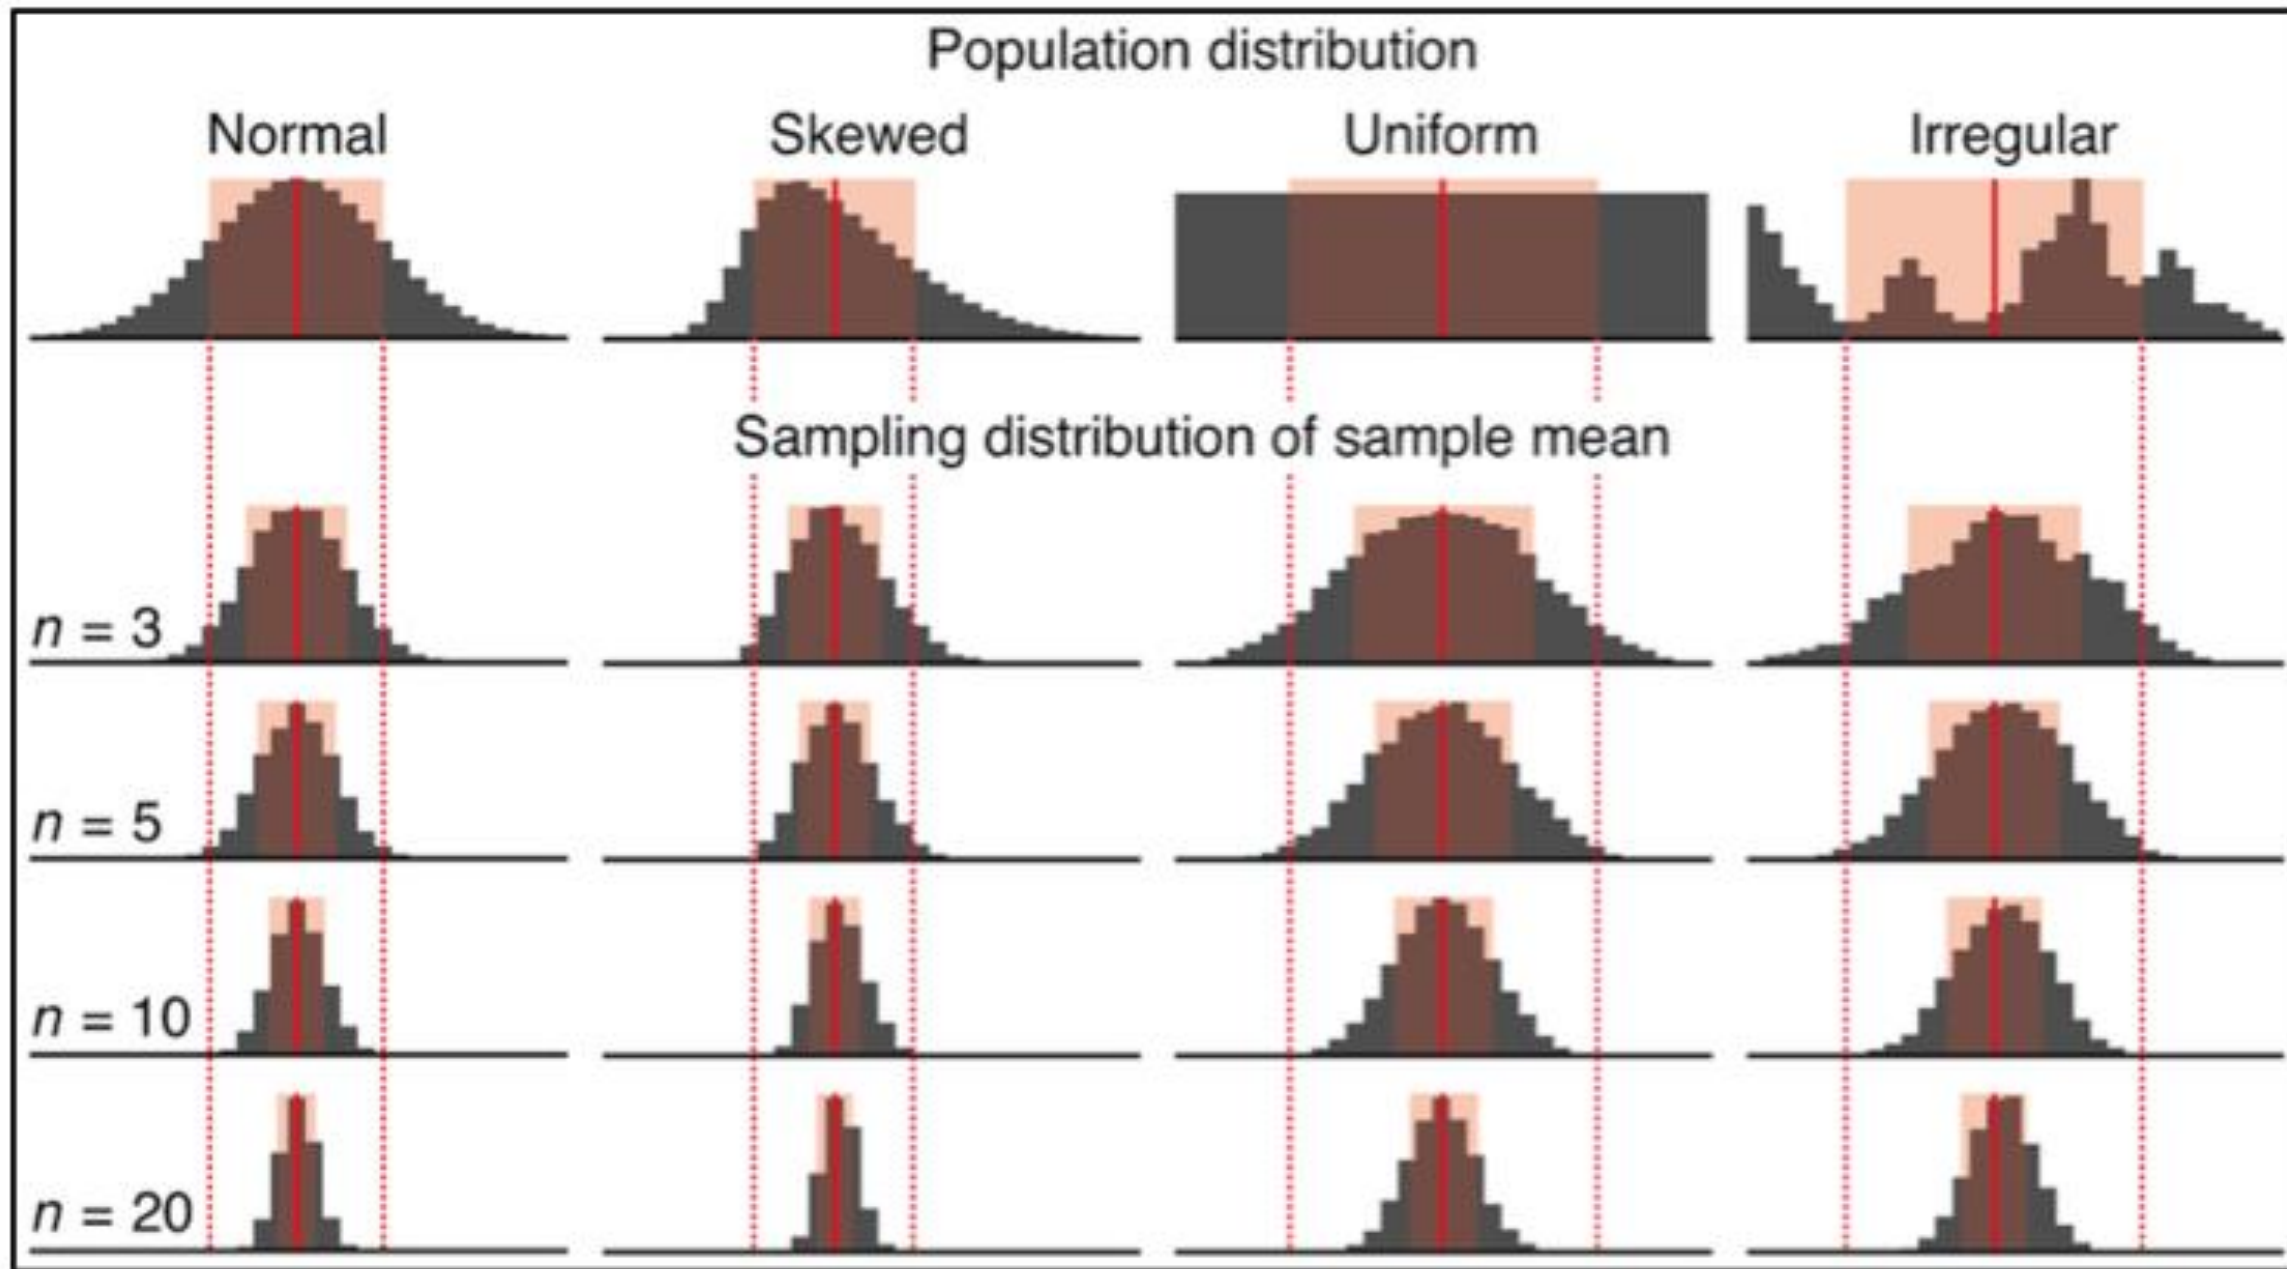 Population distribution
Normal Skewed Uniform Irregular
Sampling distribution of sample mean
n = 3
n = 5
n = 10
n = 20